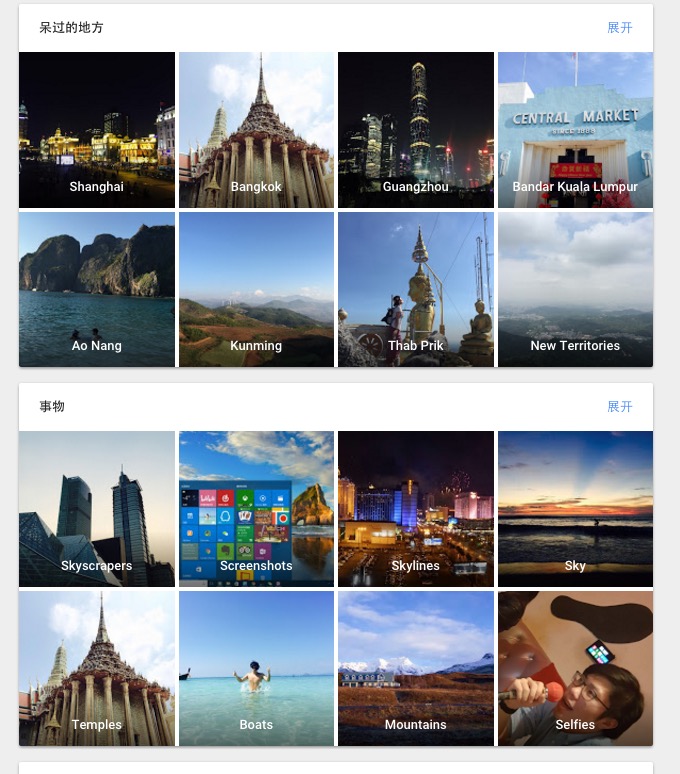 呆过的地方
展开
Shanghai
Bangkok
Guangzhou
CENTRAL MARKET
SINCE 1888
Bandar Kuala Lumpur
Ao Nang
Kunming
Thab Prik
New Territories
事物
展开
Skyscrapers
Screenshots
Skylines
Sky
Temples
Boats
Mountains
Selfies